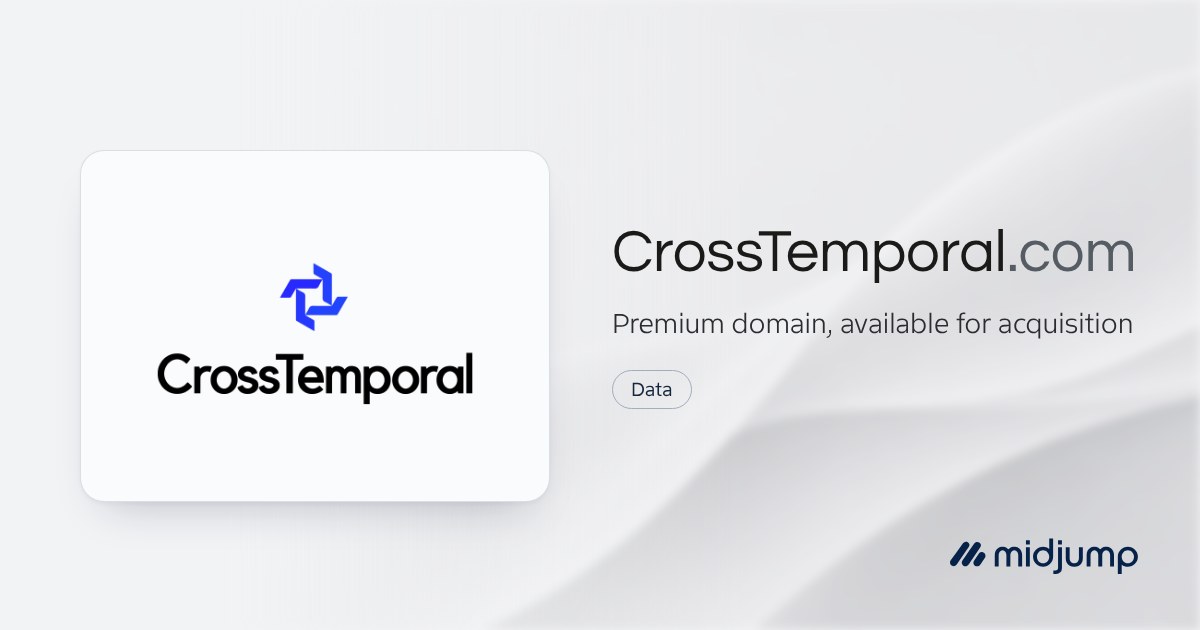 CrossTemporal
CrossTemporal.com
Premium domain, available for acquisition
Data
midjump